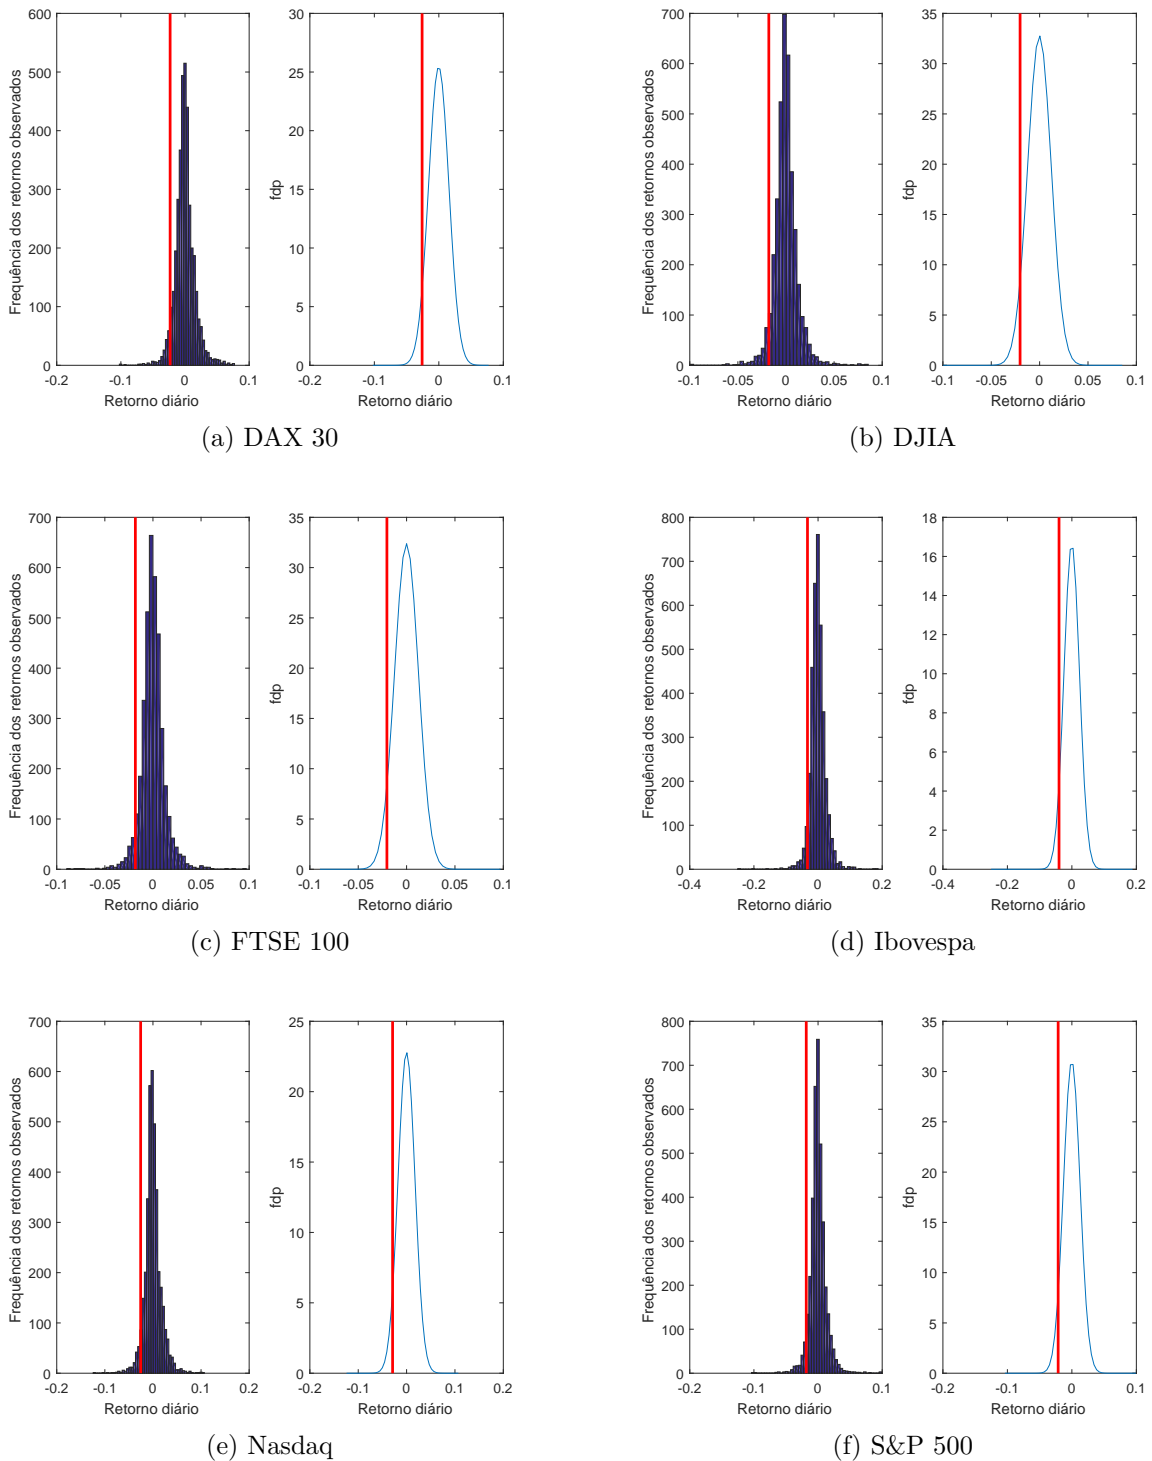 600
500
400
300
200
100
0
-0.2 -0.1 0 0.1
Retorno diário
Frequência dos retornos observados
30
25
20
15
10
5
0
-0.2 -0.1 0 0.1
Retorno diário
fdp
(a) DAX 30
700
600
500
400
300
200
100
0
-0.1 -0.05 0 0.05 0.1
Retorno diário
Frequência dos retornos observados
35
30
25
20
15
10
5
0
-0.1 -0.05 0 0.05 0.1
Retorno diário
fdp
(b) DJIA
700
600
500
400
300
200
100
0
-0.1 -0.05 0 0.05 0.1
Retorno diário
Frequência dos retornos observados
35
30
25
20
15
10
5
0
-0.1 -0.05 0 0.05 0.1
Retorno diário
fdp
(c) FTSE 100
800
700
600
500
400
300
200
100
0
-0.4 -0.2 0 0.2
Retorno diário
Frequência dos retornos observados
18
16
14
12
10
8
6
4
2
0
-0.4 -0.2 0 0.2
Retorno diário
fdp
(d) Ibovespa
700
600
500
400
300
200
100
0
-0.2 -0.1 0 0.1 0.2
Retorno diário
Frequência dos retornos observados
25
20
15
10
5
0
-0.2 -0.1 0 0.1 0.2
Retorno diário
fdp
(e) Nasdaq
800
700
600
500
400
300
200
100
0
-0.2 -0.1 0 0.1
Retorno diário
Frequência dos retornos observados
35
30
25
20
15
10
5
0
-0.2 -0.1 0 0.1
Retorno diário
fdp
(f) S&P 500